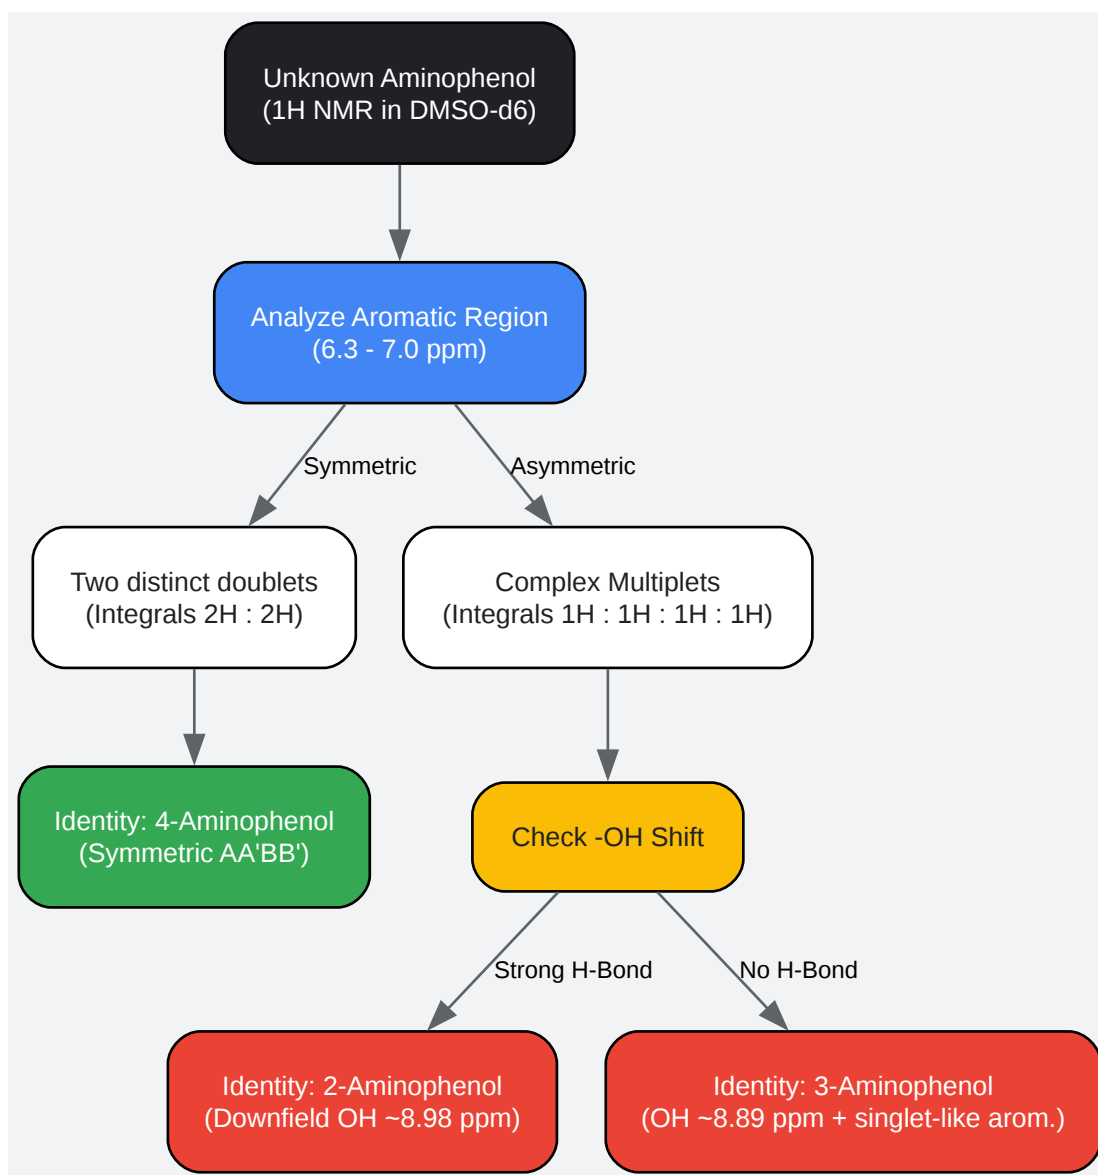 Unknown Aminophenol
(1H NMR in DMSO-d6)
Analyze Aromatic Region
(6.3 - 7.0 ppm)
Symmetric
Asymmetric
Two distinct doublets
(Integrals 2H : 2H)
Complex Multiplets
(Integrals 1H : 1H : 1H : 1H)
Identity: 4-Aminophenol
(Symmetric AA'BB')
Check -OH Shift
Strong H-Bond
No H-Bond
Identity: 2-Aminophenol
(Downfield OH ~8.98 ppm)
Identity: 3-Aminophenol
(OH ~8.89 ppm + singlet-like arom.)